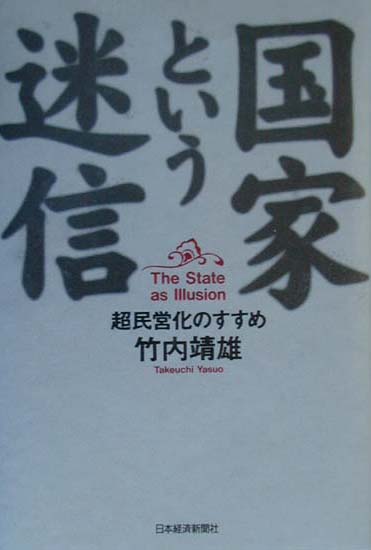 国家
という
迷信
The State
as Illusion
超民営化のすすめ
竹内靖雄
Takeuchi Yasuo
日本経済新聞社